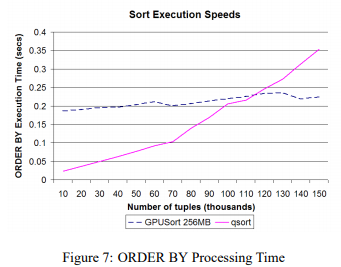 Sort Execution Speeds
ORDER BY Execution Time (secs)
0.4
0.35
0.3
0.25
0.2
0.15
0.1
0.05
0
10 20 30 40 50 60 70 80 90 100 110 120 130 140 150
Number of tuples (thousands)
GPUSort 256MB qsort
Figure 7: ORDER BY Processing Time